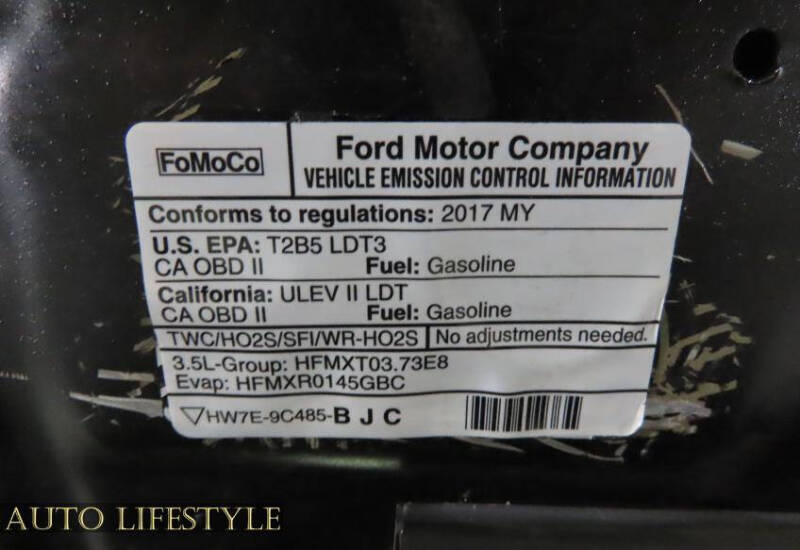 FoMoCo
Ford Motor Company
VEHICLE EMISSION CONTROL INFORMATION
Conforms to regulations: 2017 MY
U.S. EPA: T2B5 LDT3
CA OBD II Fuel: Gasoline
California: ULEV II LDT
CA OBD II Fuel: Gasoline
TWC/HO2S/SFI/WR-HO2S No adjustments needed.
3.5L-Group: HFMXT03.73E8
Evap: HFMXR0145GBC
HW7E-9C485-B J C
AUTO LIFESTYLE